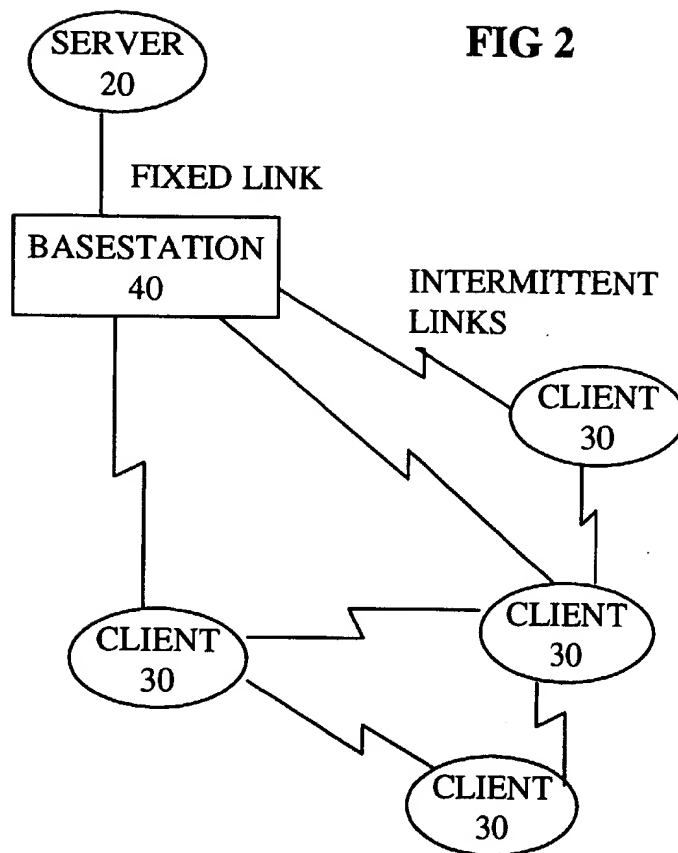 FIG 2
SERVER
20
FIXED LINK
BASESTATION
40
INTERMITTENT
LINKS
CLIENT
30
CLIENT
30
CLIENT
30
CLIENT
30